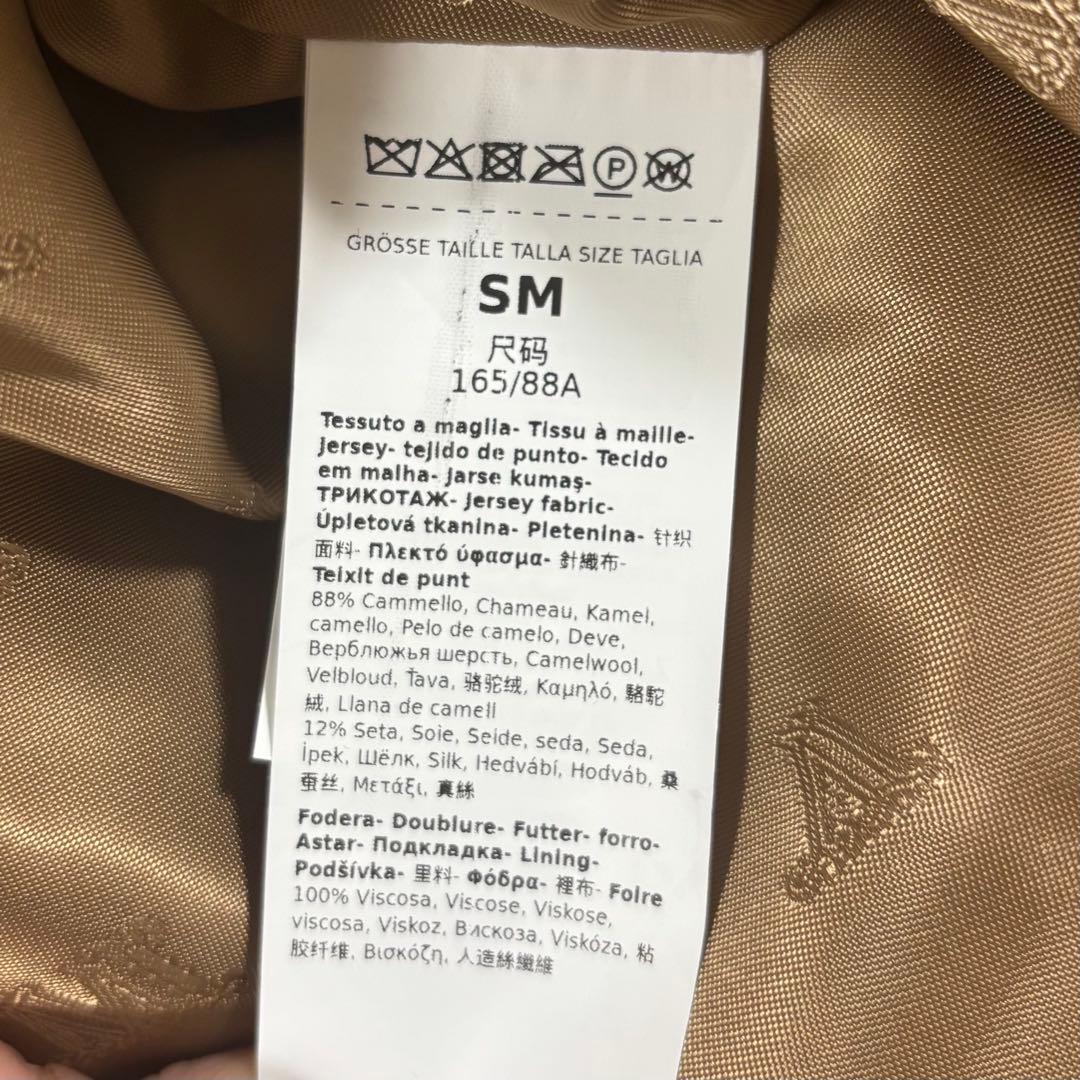 P W
GRÖSSE TAILLE TALLA SIZE TAGLIA
SM
尺码
165/88A
Tessuto a maglia- Tissu à maille-
Jersey- tejido de punto- Tecido
em malha- Jarse kumaş-
ТРИКОТАЖ- Jersey fabric-
Úpletová tkanina- Pletenina- 针织
面料- Πλεκτό ύφασμα- 針織布-
Teixit de punt
88% Cammello, Chameau, Kamel,
camello, Pelo de camelo, Deve,
Верблюжья шерсть, Camelwool,
Velbloud, Ťava, 骆驼绒, Καμηλό, 駱駝
絨, Llana de camell
12% Seta, Soie, Seide, seda, Seda,
İpek, Шёлк, Silk, Hedvábí, Hodváb, 桑
蚕丝, Μετάξι, 真絲
Fodera- Doublure- Futter- forro-
Astar- Подкладка- Lining-
Podšívka- 里料- Φόδρα- 裡布- Folre
100% Viscosa, Viscose, Viskose,
viscosa, Viskoz, Вискоза, Viskóza, 粘
胶纤维, Βισκόζη, 人造絲纖維